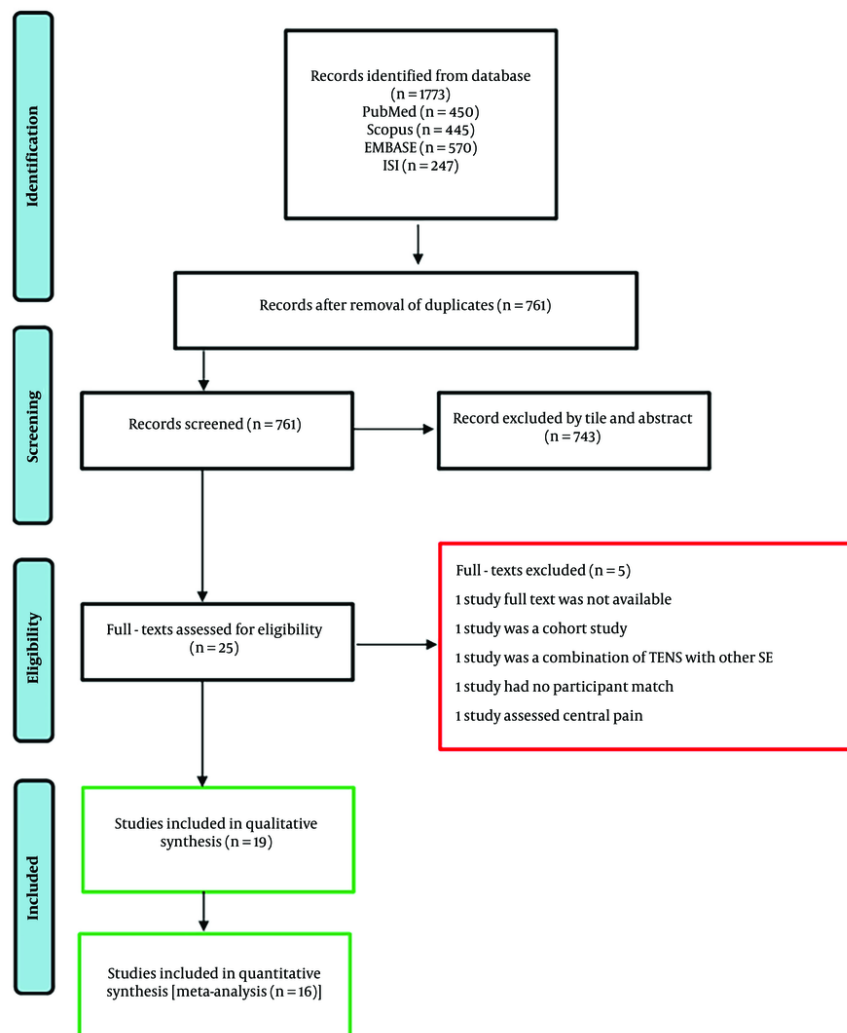 Identification
Records identified from database
(n = 1773)
PubMed (n = 450)
Scopus (n = 445)
EMBASE (n = 570)
ISI (n = 247)
Records after removal of duplicates (n = 761)
Screening
Records screened (n = 761)
Record excluded by tile and abstract
(n = 743)
Eligibility
Full - texts assessed for eligibility
(n = 25)
Full - texts excluded (n = 5)
1 study full text was not available
1 study was a cohort study
1 study was a combination of TENS with other SE
1 study had no participant match
1 study assessed central pain
Included
Studies included in qualitative
synthesis (n = 19)
Studies included in quantitative
synthesis [meta-analysis (n = 16)]